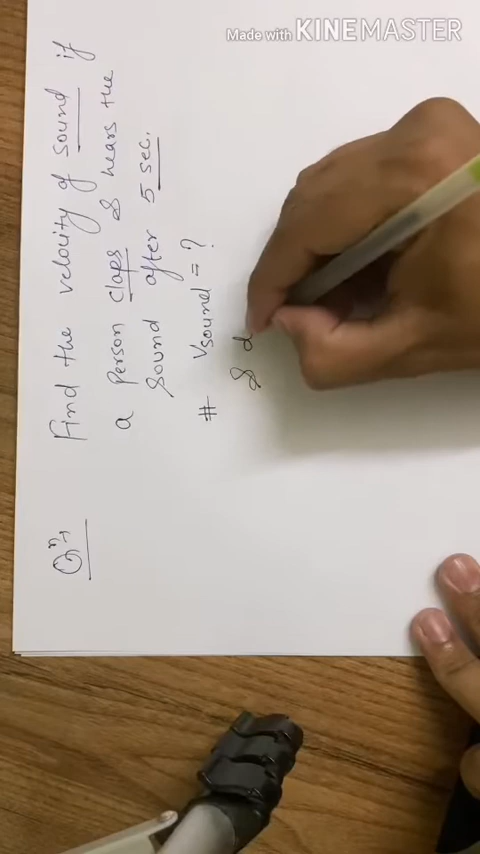 Made with KINEMASTER
Qⁿ⁻¹ Find the velocity of sound if
a person claps & hears the
sound after 5 sec.
# Vsound = ?
& d